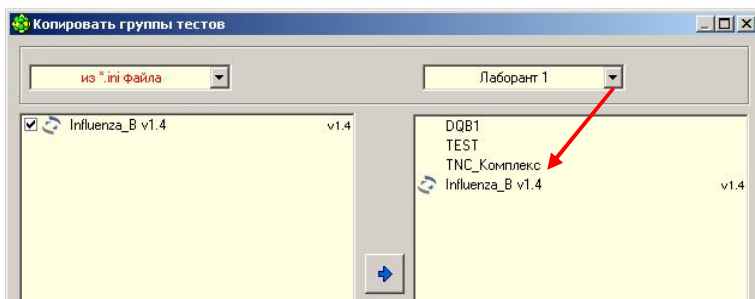 Копировать группы тестов
из *.ini файла
Лаборант 1
Influenza_B v1.4 v1.4
DQB1
TEST
TNC_Комплекс
Influenza_B v1.4 v1.4